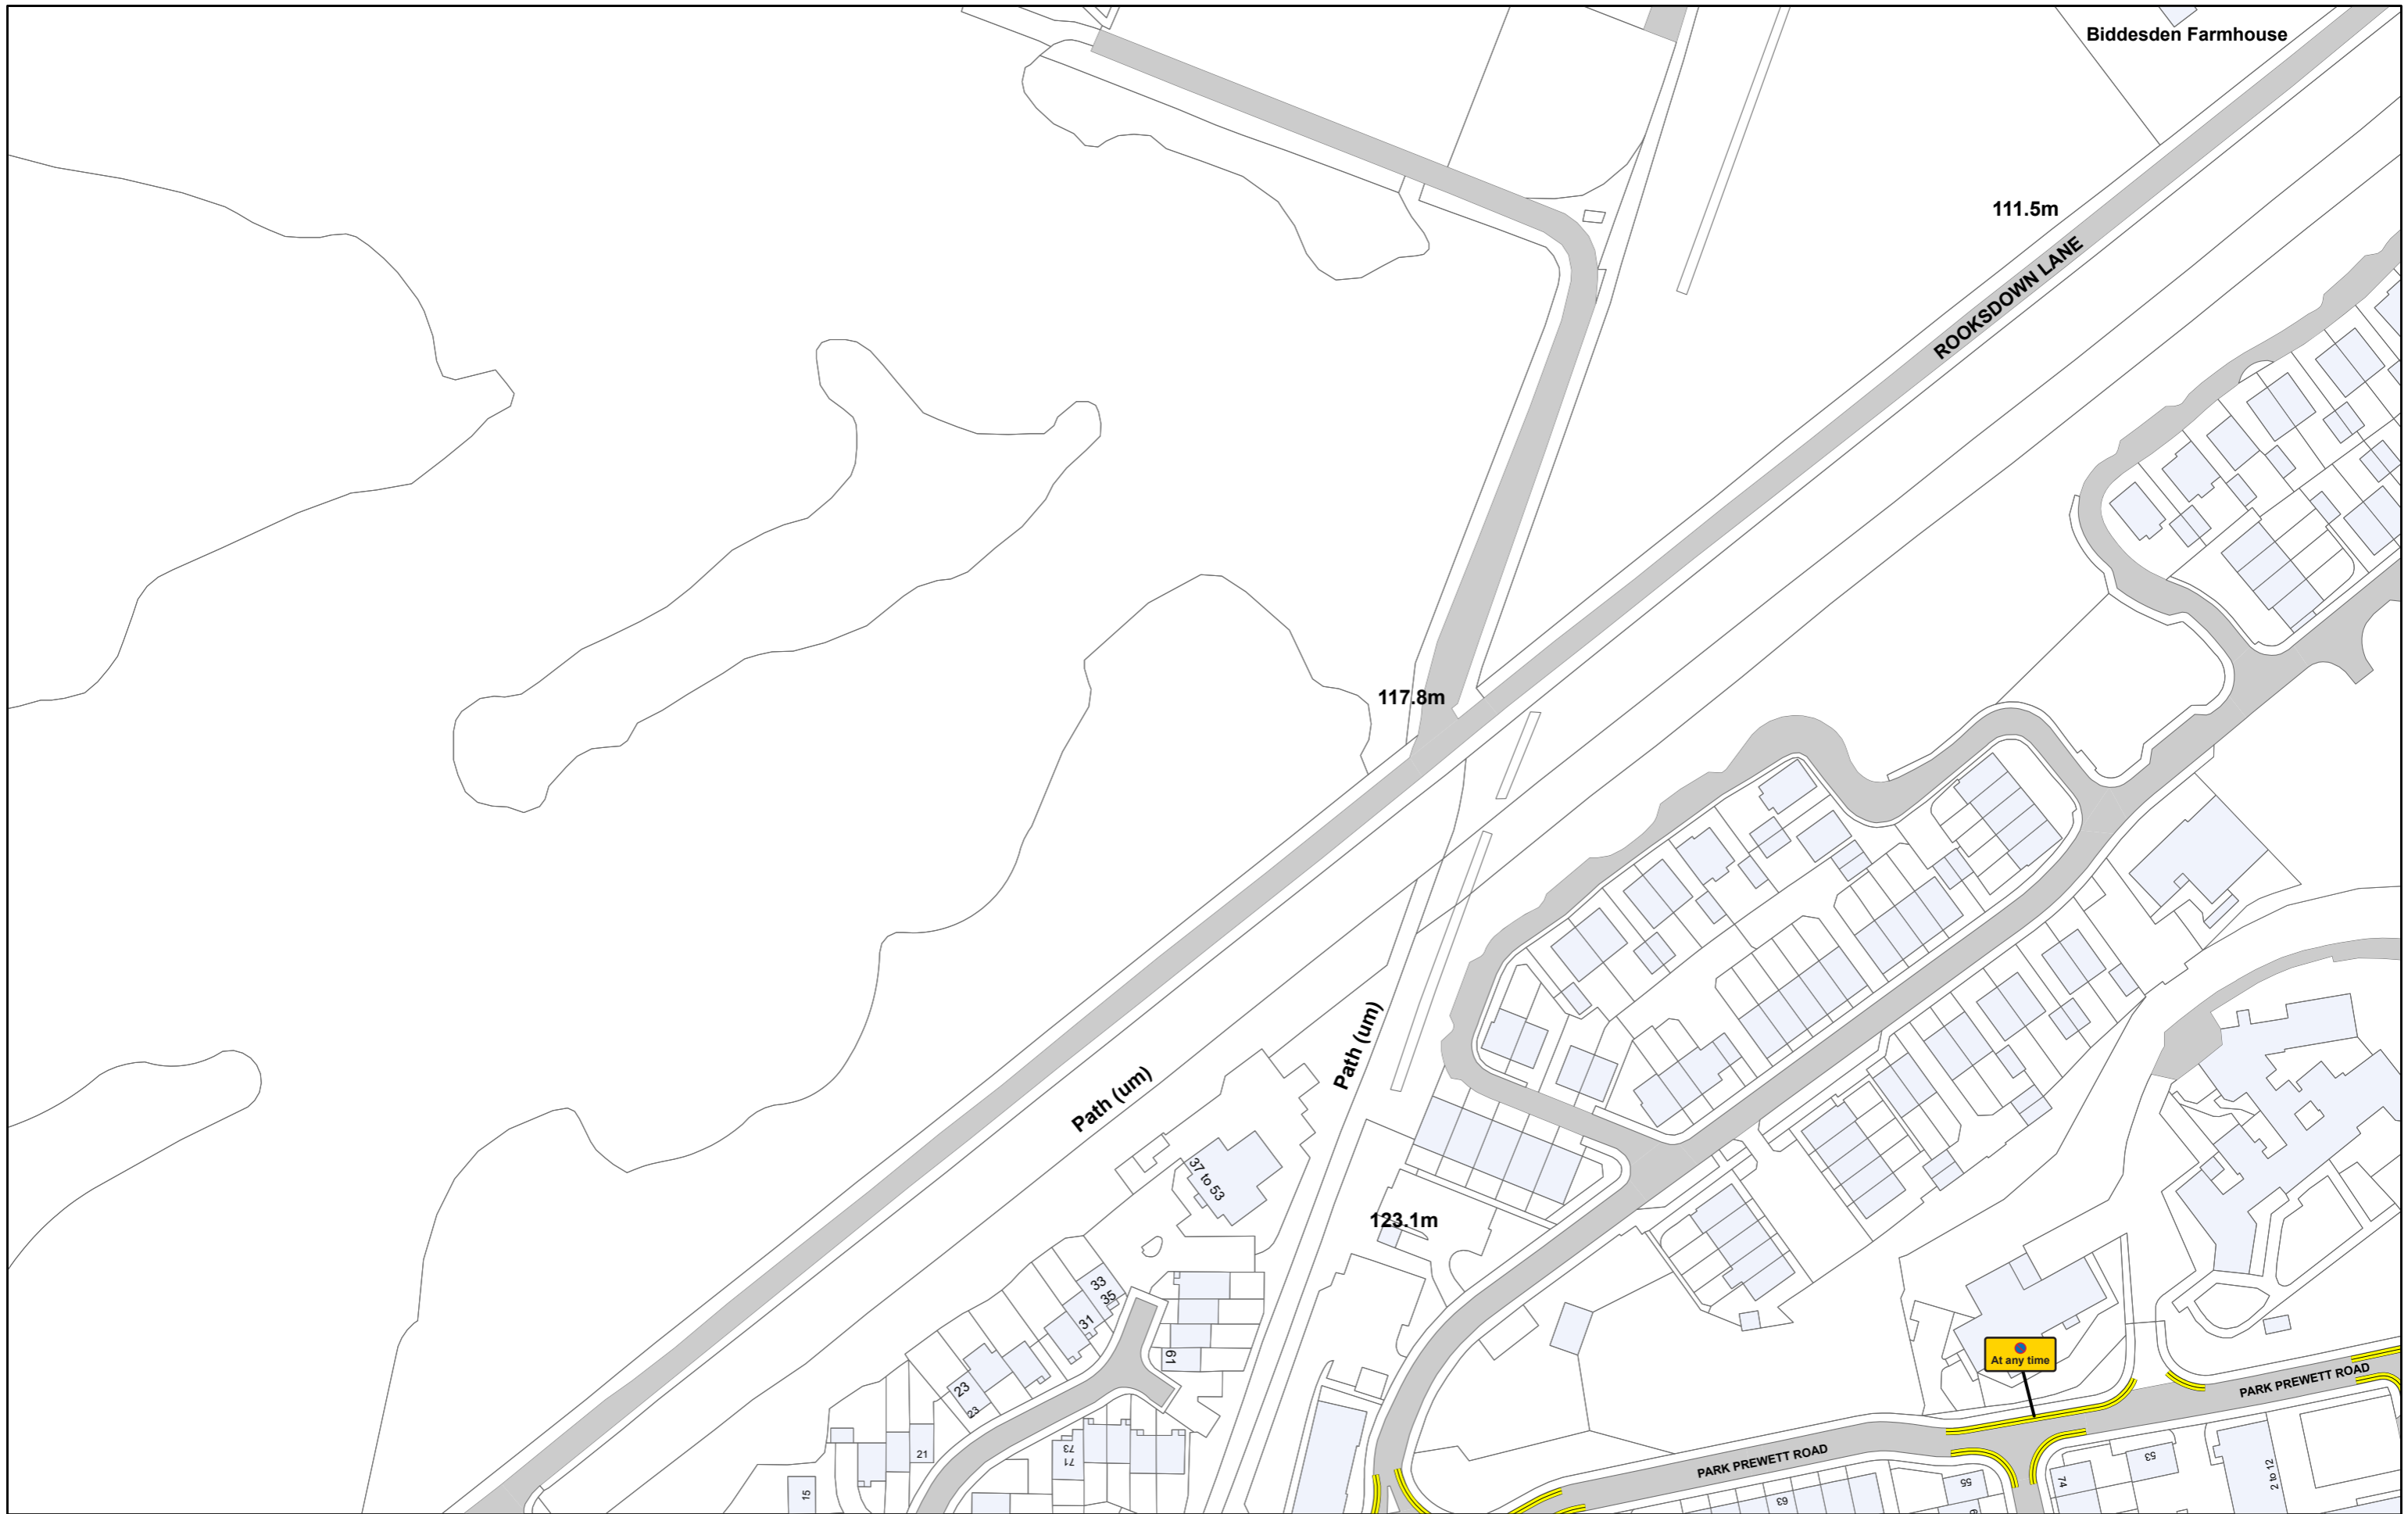 Biddesden Farmhouse
111.5m
ROOKSDOWN LANE
117.8m
Path (um)
Path (um)
37 to 53
123.1m
33
35
31
61
23
23
21
73
71
15
At any time
PARK PREWETT ROAD
PARK PREWETT ROAD
53
55
74
2 to 12
63